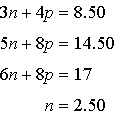 3n + 4p = 8.50
5n + 8p = 14.50
6n + 8p = 17
n = 2.50